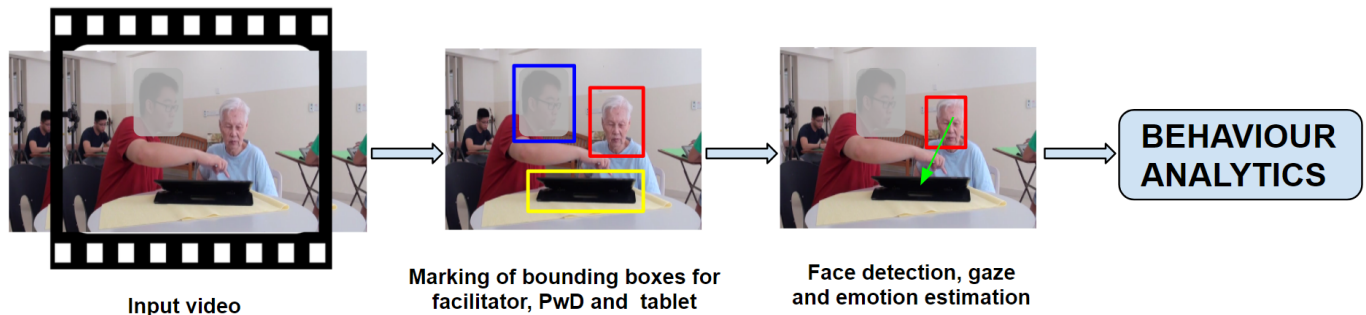 BEHAVIOUR
ANALYTICS
Input video
Marking of bounding boxes for
facilitator, PwD and tablet
Face detection, gaze
and emotion estimation